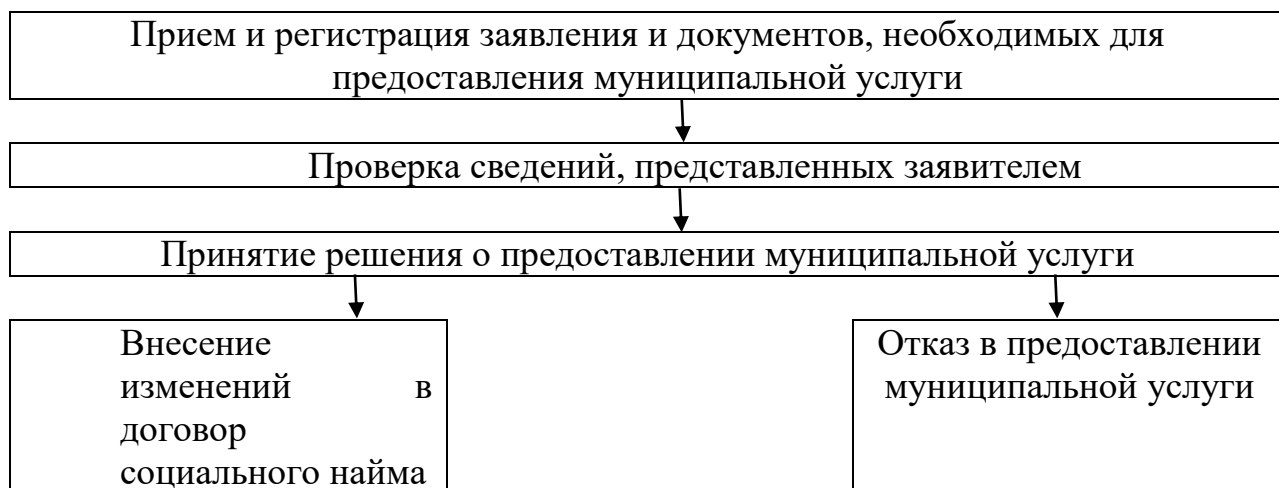 Прием и регистрация заявления и документов, необходимых для
предоставления муниципальной услуги
Проверка сведений, представленных заявителем
Принятие решения о предоставлении муниципальной услуги
Внесение
изменений в
договор
социального найма
Отказ в предоставлении
муниципальной услуги